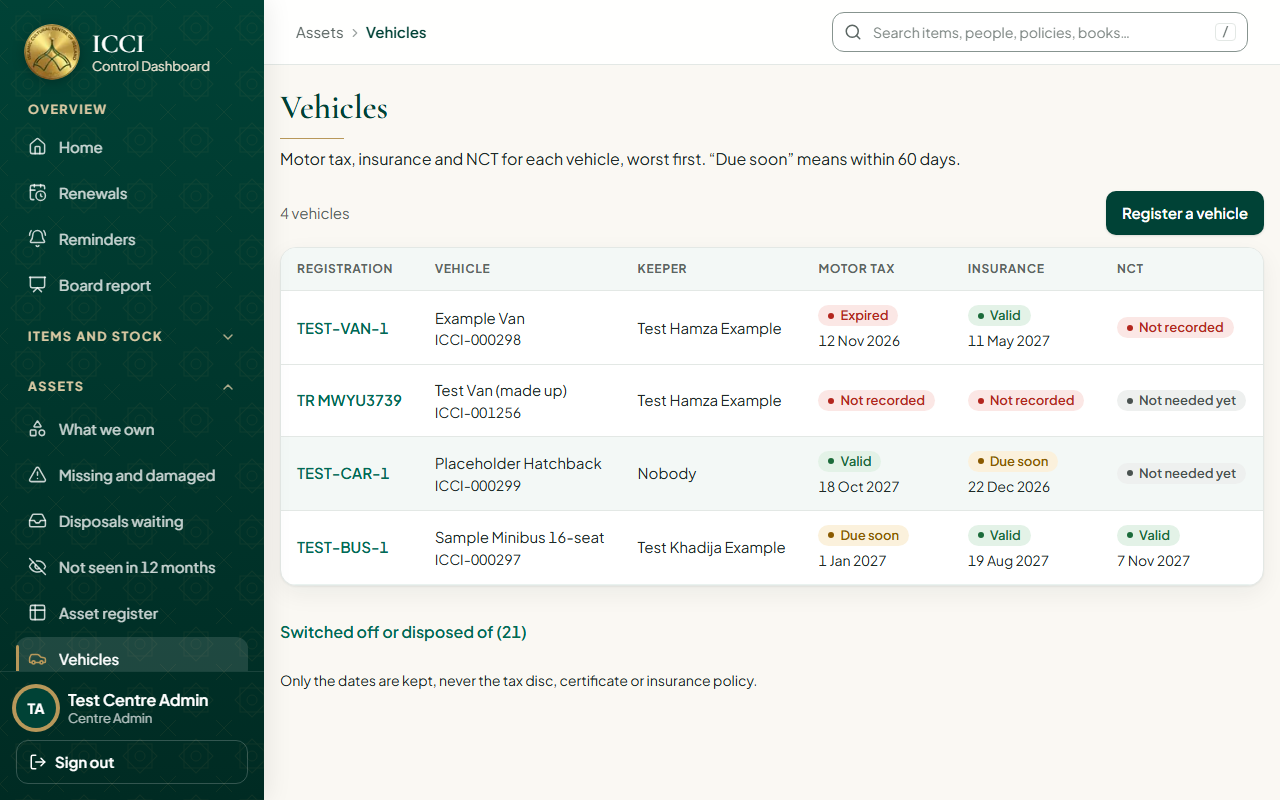 ICCI
Control Dashboard
OVERVIEW
Home
Renewals
Reminders
Board report
ITEMS AND STOCK
ASSETS
What we own
Missing and damaged
Disposals waiting
Not seen in 12 months
Asset register
Vehicles
TA
Test Centre Admin
Centre Admin
Sign out
Assets › Vehicles
Search items, people, policies, books… /
Vehicles
Motor tax, insurance and NCT for each vehicle, worst first. “Due soon” means within 60 days.
4 vehicles
Register a vehicle
REGISTRATION VEHICLE KEEPER MOTOR TAX INSURANCE NCT
TEST-VAN-1 Example Van ICCI-000298 Test Hamza Example Expired 12 Nov 2026 Valid 11 May 2027 Not recorded
TR MWYU3739 Test Van (made up) ICCI-001256 Test Hamza Example Not recorded Not recorded Not needed yet
TEST-CAR-1 Placeholder Hatchback ICCI-000299 Nobody Valid 18 Oct 2027 Due soon 22 Dec 2026 Not needed yet
TEST-BUS-1 Sample Minibus 16-seat ICCI-000297 Test Khadija Example Due soon 1 Jan 2027 Valid 19 Aug 2027 Valid 7 Nov 2027
Switched off or disposed of (21)
Only the dates are kept, never the tax disc, certificate or insurance policy.